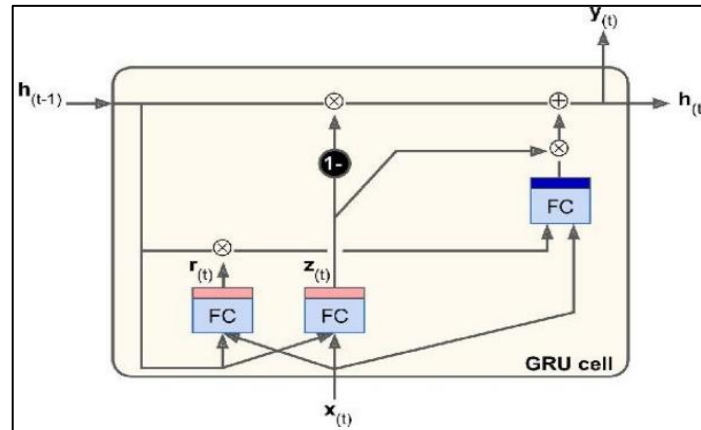 y(t)
h(t-1)
h(t
1-
FC
r(t)
z(t)
FC
FC
GRU cell
x(t)